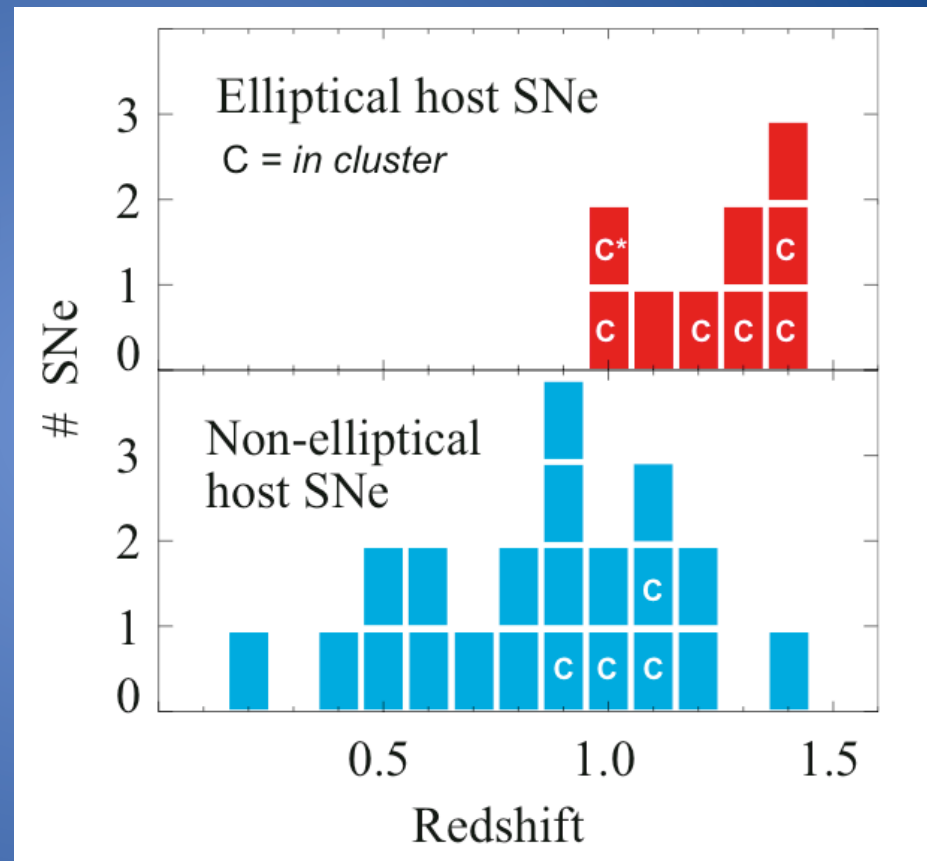 Elliptical host SNe
C = in cluster
3
2
C* C
1
C C C C
0
# SNe
Non-elliptical
host SNe
3
2
C
1
C C C
0
0.5 1.0 1.5
Redshift